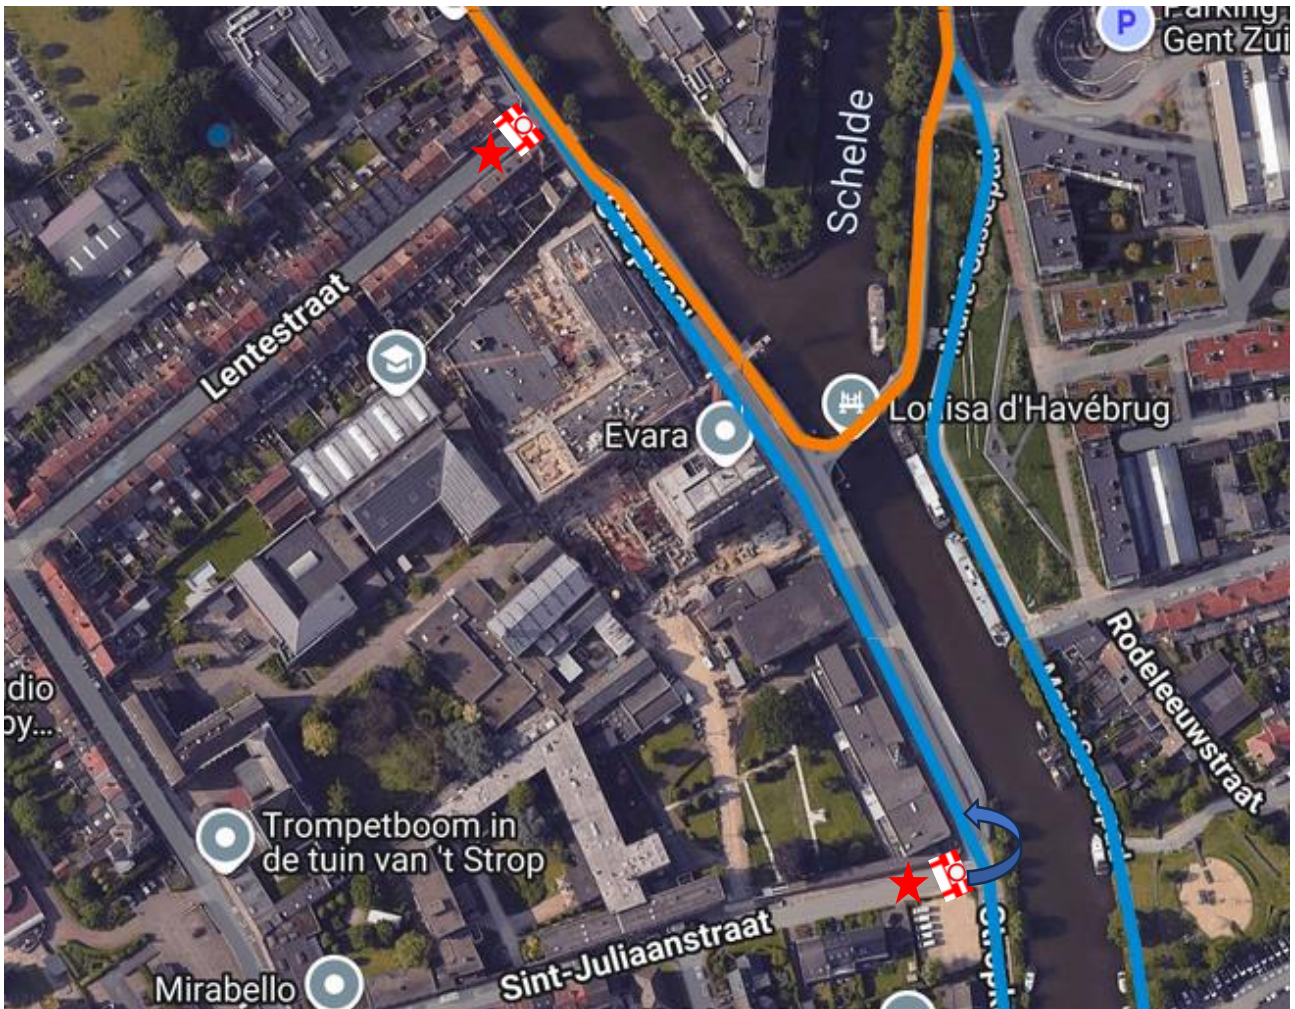 P
Parking
Gent Zui
Schelde
Lentestraat
Louisa d'Havébrug
Evara
Rodeleeuwstraat
dio
by...
Trompetboom in
de tuin van 't Strop
Sint-Juliaanstraat
Mirabello